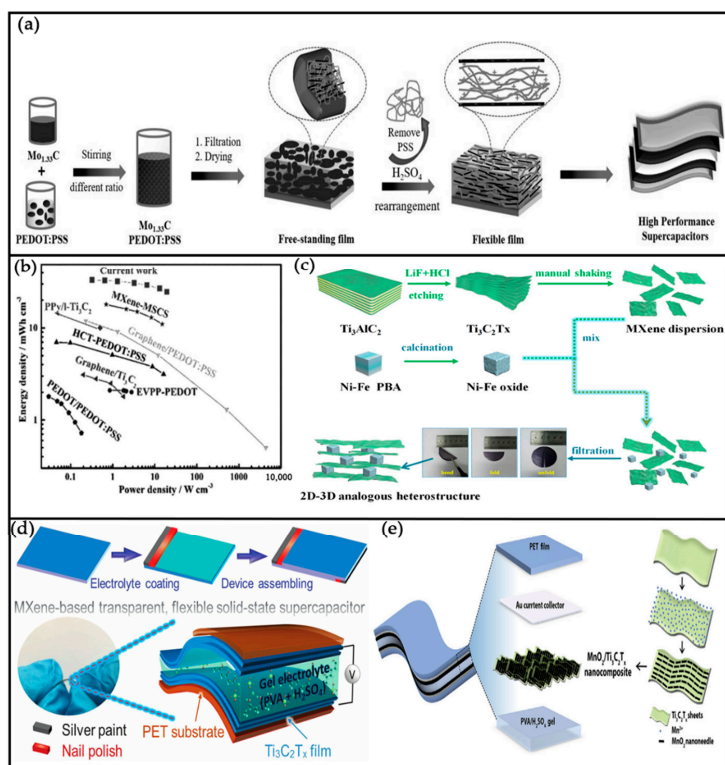 (a)
Mo1.33C
+
PEDOT:PSS
Stirring
different ratio
Mo1.33C
PEDOT:PSS
1. Filtration
2. Drying
Free-standing film
Remove
PSS
H2SO4
rearrangement
Flexible film
High Performance
Supercapacitors
(b)
Energy density / mWh cm-3
10
1
Current work
MXene-MSCS
PPy/l-Ti3C2
Graphene/PEDOT:PSS
HCT-PEDOT:PSS
Graphene/Ti3C2
EVPP-PEDOT
PEDOT/PEDOT:PSS
0.1
1
10
100
1000
10,000
Power density / W cm-3
(c)
LiF+HCl
etching
manual shaking
Ti3AlC2
Ti3C2Tx
MXene dispersion
calcination
mix
Ni-Fe PBA
Ni-Fe oxide
bend
fold
unfold
filtration
2D-3D analogous heterostructure
(d)
Electrolyte coating
Device assembling
MXene-based transparent, flexible solid-state supercapacitor
Gel electrolyte
(PVA + H2SO4)
V
Silver paint
Nail polish
PET substrate
Ti3C2Tx film
(e)
PET film
Au currtent collector
MnO2/Ti3C2Tx
nanocomposite
PVA/H2SO4 gel
Ti3C2Tx sheets
Mn2+
MnO2 nanoneedle